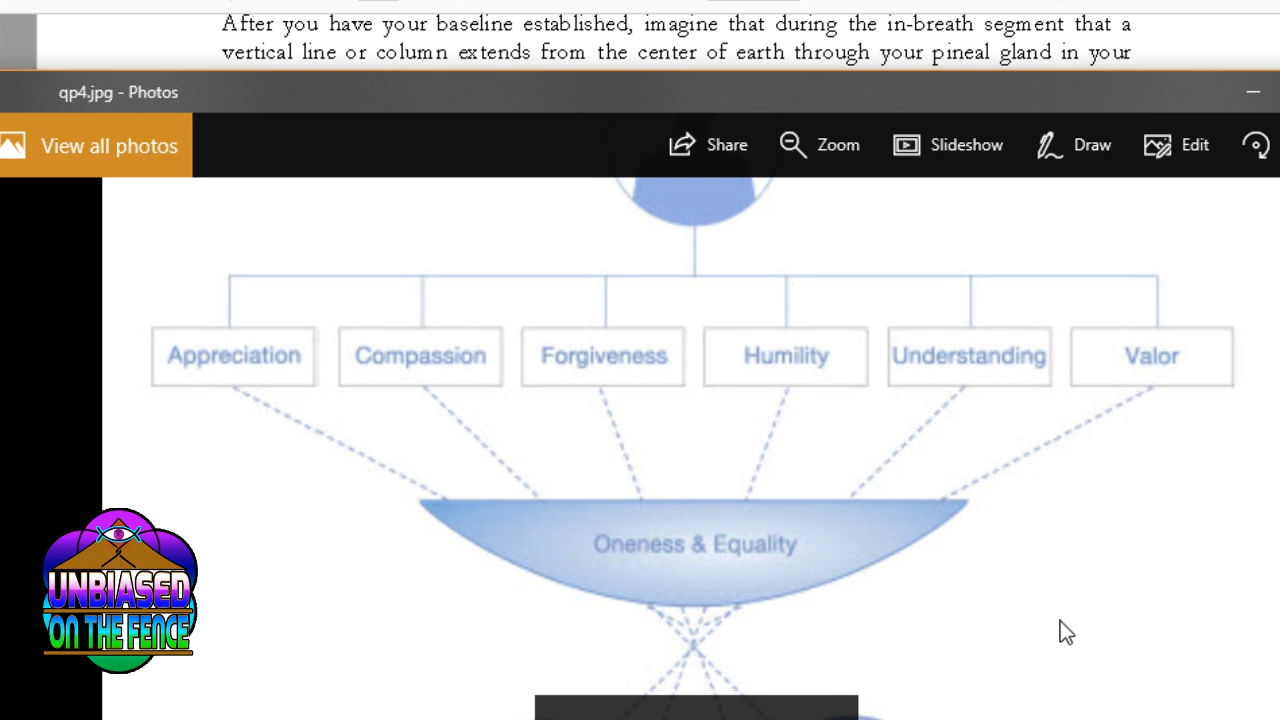 After you have your baseline established, imagine that during the in-breath segment that a
vertical line or column extends from the center of earth through your pineal gland in your
qp4.jpg - Photos
View all photos
Share
Zoom
Slideshow
Draw
Edit
Appreciation
Compassion
Forgiveness
Humility
Understanding
Valor
Oneness & Equality
UNBIASED
ON THE FENCE